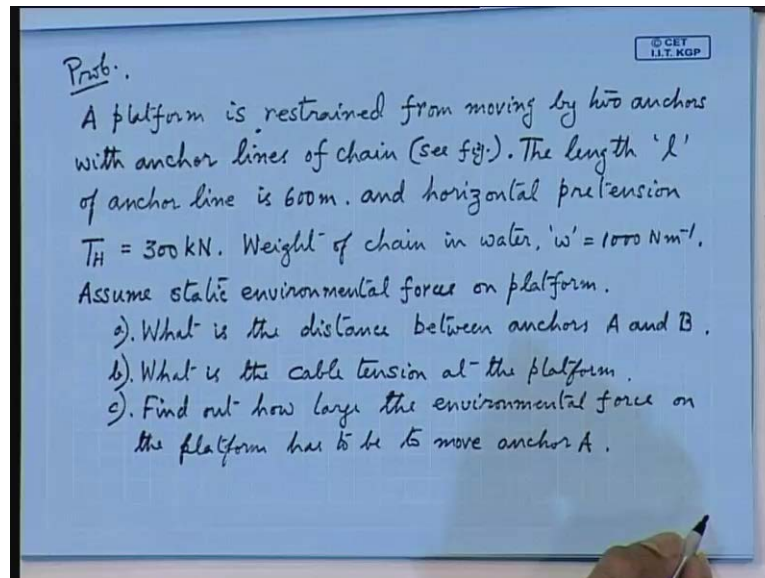 © CET
I.I.T. KGP
Prob.
A platform is restrained from moving by two anchors
with anchor lines of chain (see fig.). The length 'l'
of anchor line is 600m. and horizontal pretension
T_H = 300 kN. Weight of chain in water, 'w' = 1000 Nm⁻¹.
Assume static environmental forces on platform.
a). What is the distance between anchors A and B.
b). What is the cable tension at the platform.
c). Find out how large the environmental force on
the platform has to be to move anchor A.